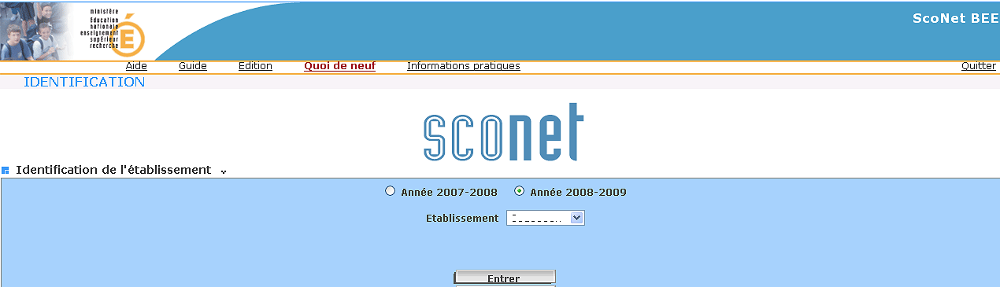 ministère
éducation
nationale
enseignement
supérieur
recherche
ScoNet BEE
Aide Guide Edition Quoi de neuf Informations pratiques Quitter
IDENTIFICATION
sconet
Identification de l'établissement
Année 2007-2008 Année 2008-2009
Etablissement
Entrer